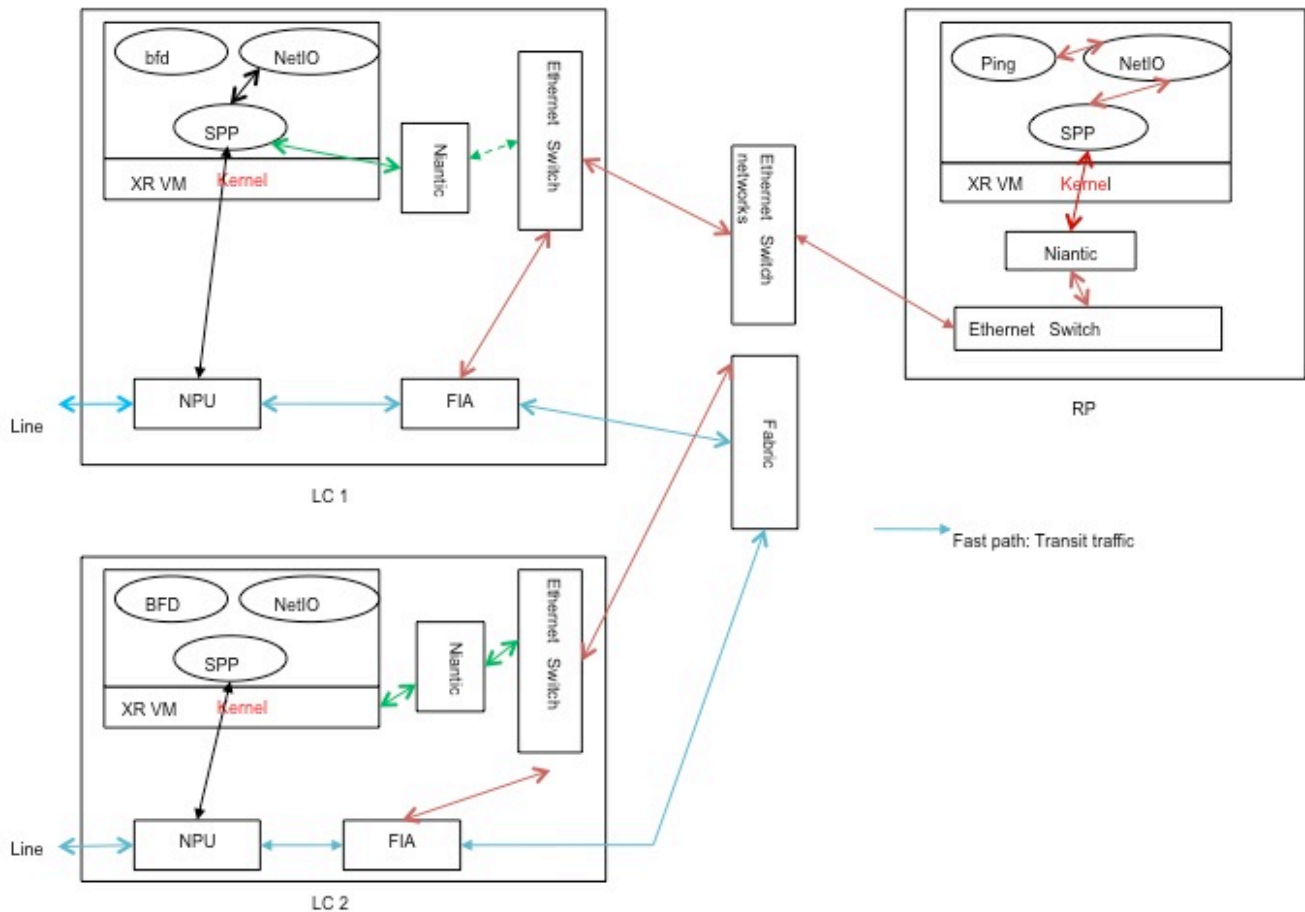 bfd
NetIO
SPP
XR VM
Kernel
Niantic
Ethernet Switch
NPU
FIA
Line
LC 1
Ethernet Switch
networks
Fabric
Ping
NetIO
SPP
XR VM
Kernel
Niantic
Ethernet Switch
RP
Fast path: Transit traffic
BFD
NetIO
SPP
XR VM
Kernel
Niantic
Ethernet Switch
NPU
FIA
Line
LC 2